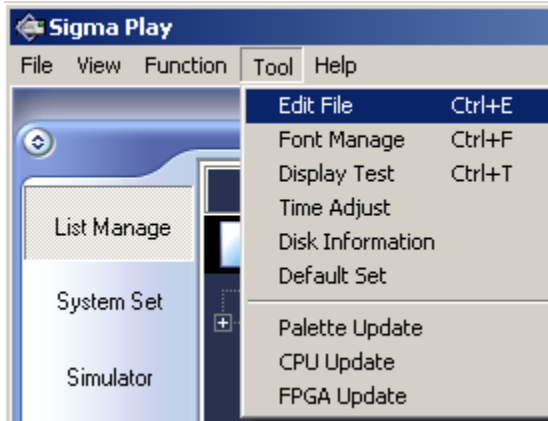 Sigma Play
File View Function Tool Help
Edit File Ctrl+E
Font Manage Ctrl+F
Display Test Ctrl+T
Time Adjust
Disk Information
Default Set
Palette Update
CPU Update
FPGA Update
List Manage
System Set
Simulator